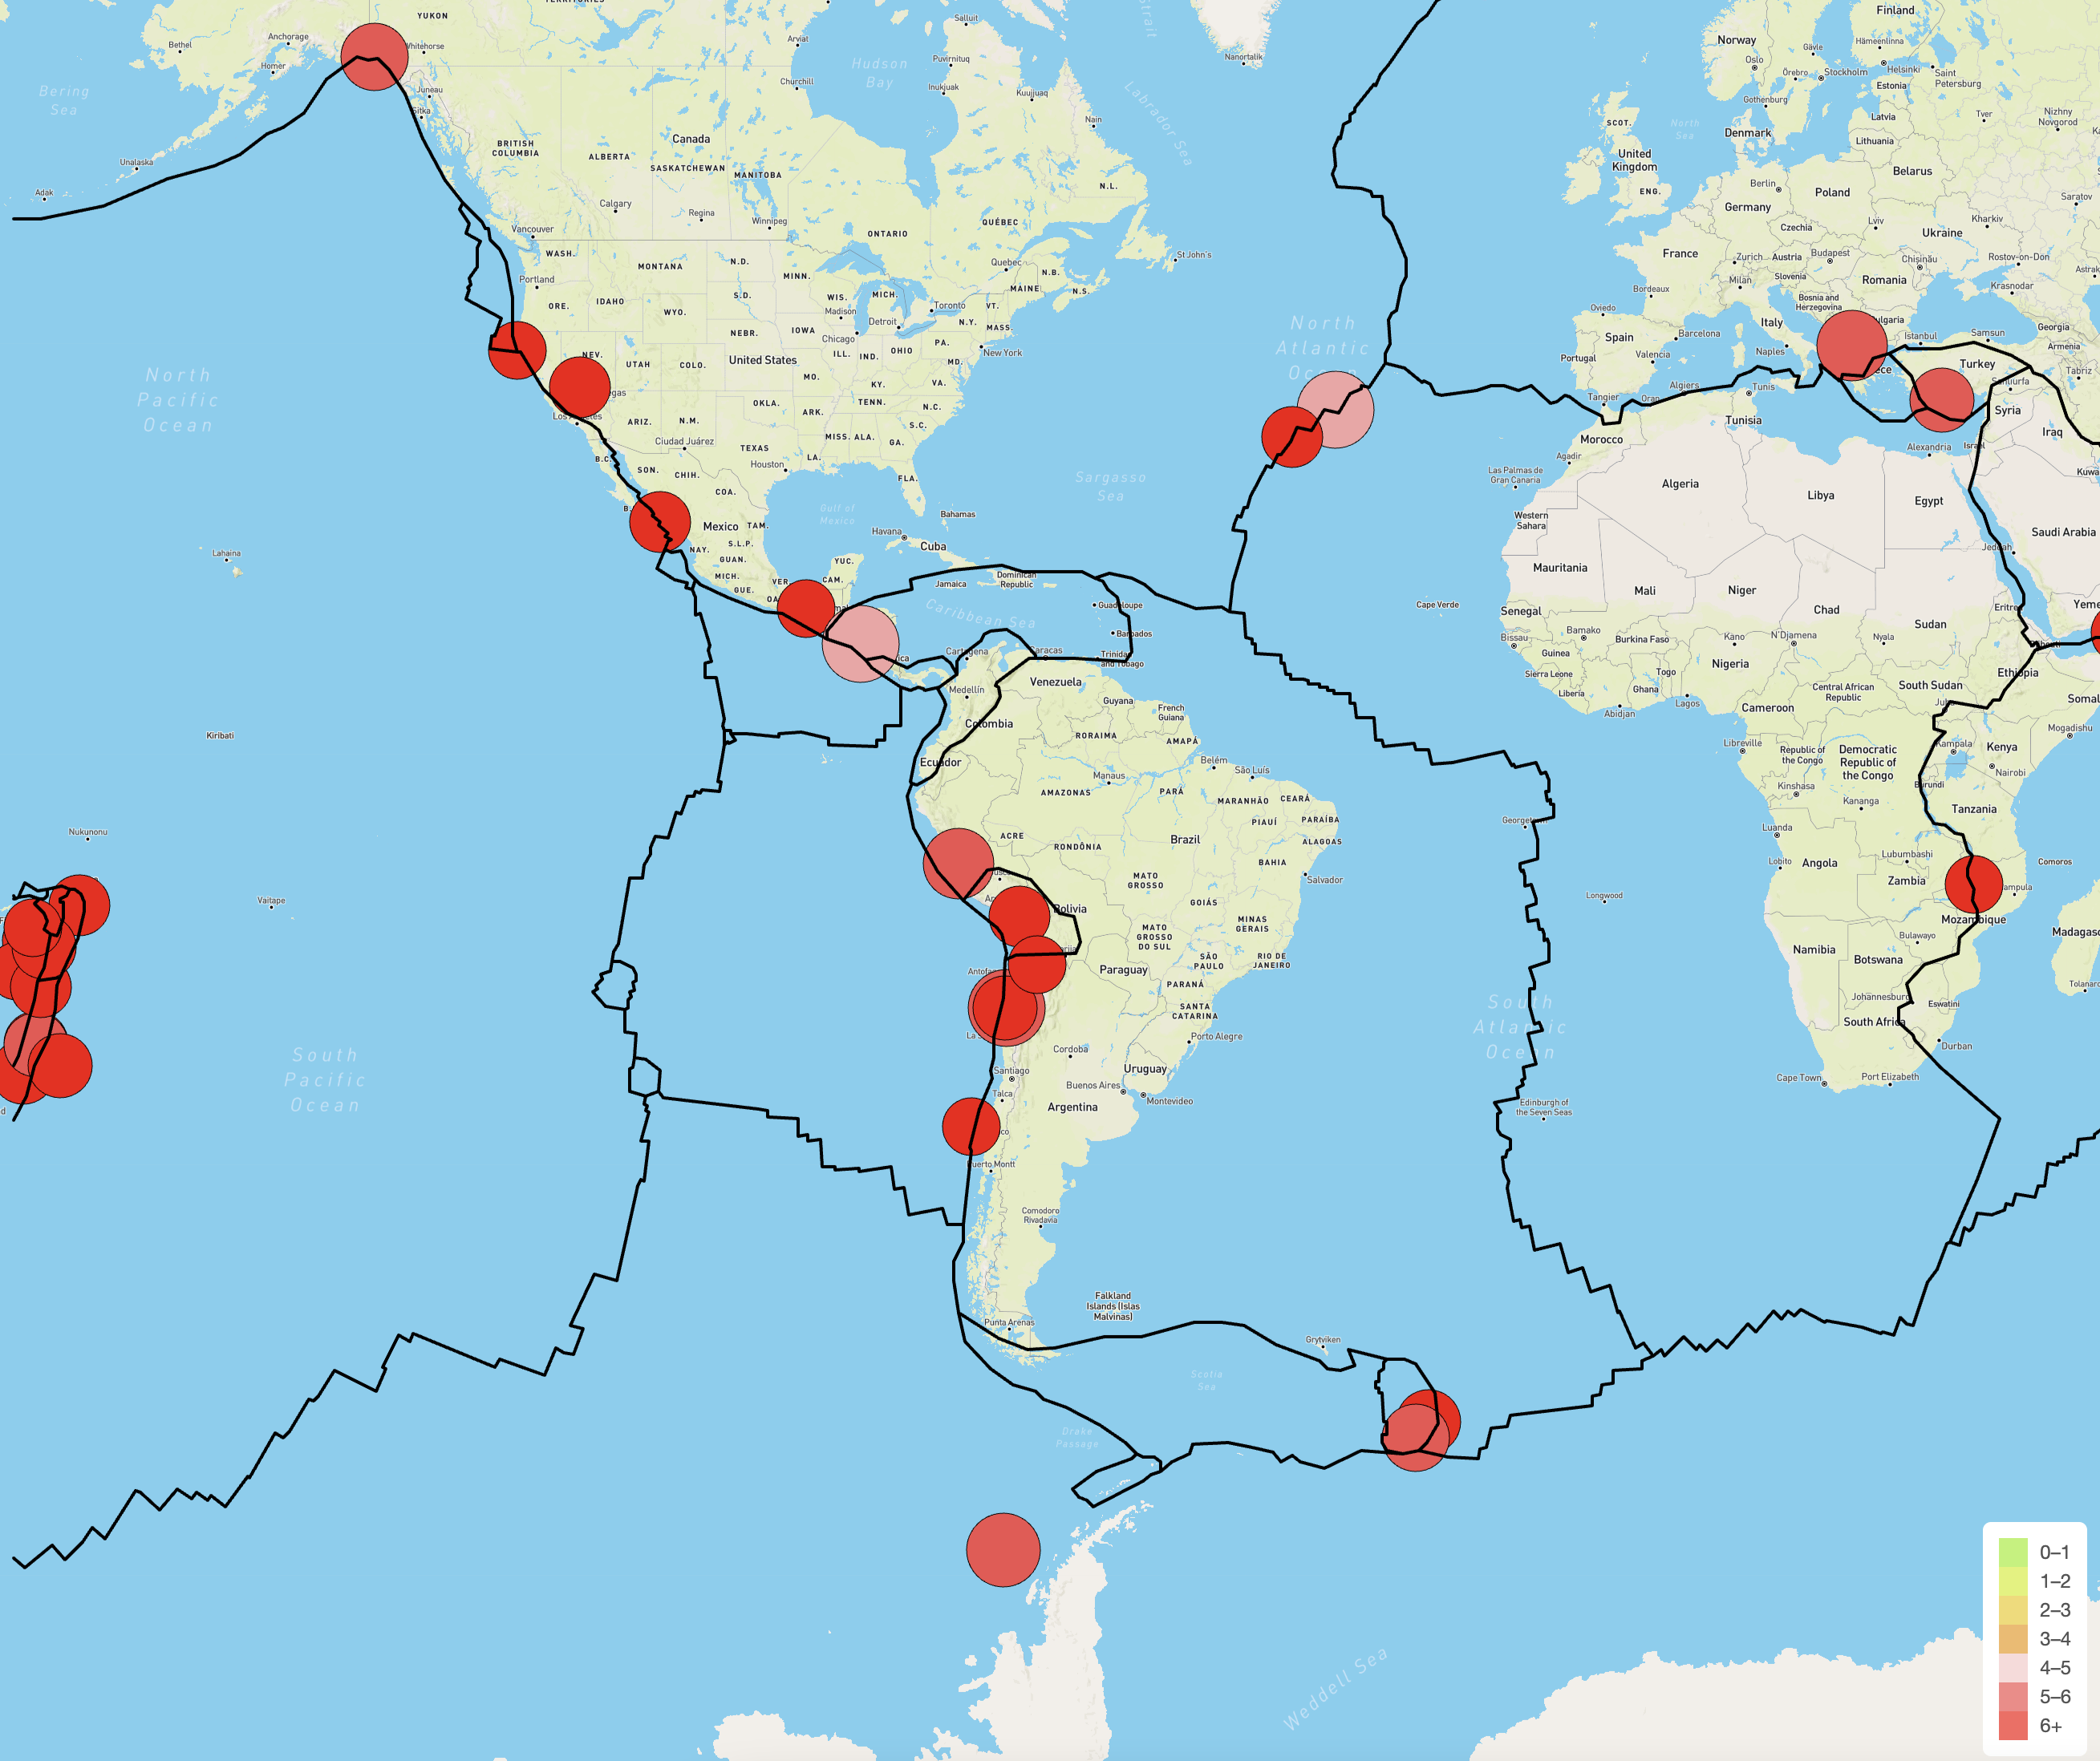 TERRITORIES
YUKON
Anchorage
Bethel
Whitehorse
Homer
Juneau
Sitka
Bering
Sea
Unalaska
Adak
Salluit
Arviat
Puvirnituq
Hudson
Bay
Churchill
Inukjuak
Kuujjuaq
Strait
Nain
Labrador Sea
Nanortalik
BRITISH
COLUMBIA
ALBERTA
Canada
SASKATCHEWAN
MANITOBA
N.L.
Calgary
Regina
Winnipeg
ONTARIO
QUÉBEC
Vancouver
Quebec
N.B.
St John's
WASH.
MONTANA
N.D.
MINN.
MAINE
N.S.
Portland
ORE.
IDAHO
S.D.
WIS.
MICH.
Madison
Toronto
VT.
WYO.
Detroit
N.Y.
MASS.
NEBR.
IOWA
Chicago
PA.
NEV.
UTAH
COLO.
United States
ILL.
IND.
OHIO
MD.
New York
MO.
KY.
VA.
OKLA.
ARK.
TENN.
N.C.
ARIZ.
N.M.
S.C.
Ciudad Juárez
TEXAS
MISS.
ALA.
GA.
B.C.
SON.
CHIH.
Houston
LA.
FLA.
COA.
North
Pacific
Ocean
Gulf of
Mexico
Sargasso
Sea
Mexico
TAM.
Bahamas
Havana
Cuba
NAY.
S.L.P.
GUAN.
YUC.
MICH.
VER.
CAM.
GUE.
Jamaica
Dominican
Republic
Caribbean Sea
Guadeloupe
Barbados
Cartagena
Caracas
Trinidad
and Tobago
Lahaina
Kiribati
Nukunonu
Vaitape
Medellín
Venezuela
Guyana
French
Guiana
Colombia
RORAIMA
AMAPÁ
Ecuador
Belém
São Luís
Manaus
AMAZONAS
PARÁ
MARANHÃO
CEARÁ
PIAUÍ
PARAÍBA
ACRE
RONDÔNIA
Brazil
ALAGOAS
BAHIA
MATO
GROSSO
Salvador
GOIÁS
Bolivia
MINAS
GERAIS
MATO
GROSSO
DO SUL
SÃO
PAULO
RIO DE
JANEIRO
Paraguay
PARANÁ
SANTA
CATARINA
Porto Alegre
Cordoba
Santiago
Uruguay
Talca
Buenos Aires
Montevideo
Argentina
Puerto Montt
Comodoro
Rivadavia
South
Pacific
Ocean
Falkland
Islands (Islas
Malvinas)
Punta Arenas
Grytviken
Scotia
Sea
Drake
Passage
Weddell Sea
North
Atlantic
South
Atlantic
Ocean
Georgetown
Longwood
Edinburgh of
the Seven Seas
Finland
Norway
Gävle
Hämeenlinna
Oslo
Örebro
Stockholm
Helsinki
Saint
Petersburg
Estonia
Gothenburg
SCOT.
North
Sea
Latvia
Tver
Nizhny
Novgorod
Denmark
Lithuania
United
Kingdom
Belarus
ENG.
Berlin
Poland
Germany
Saratov
Czechia
Lviv
Kharkiv
Ukraine
France
Zurich
Austria
Budapest
Chișinău
Rostov-on-Don
Milan
Slovenia
Romania
Bordeaux
Bosnia and
Herzegovina
Krasnodar
Oviedo
Italy
Bulgaria
Spain
Barcelona
Istanbul
Samsun
Georgia
Portugal
Valencia
Naples
Turkey
Armenia
Algiers
Tunis
Tabriz
Şanlıurfa
Tangier
Oran
Tunisia
Syria
Morocco
Alexandria
Israel
Iraq
Agadir
Las Palmas de
Gran Canaria
Algeria
Libya
Egypt
Western
Sahara
Saudi Arabia
Jeddah
Mauritania
Mali
Niger
Chad
Cape Verde
Senegal
Sudan
Bamako
Burkina Faso
Kano
N'Djamena
Nyala
Bissau
Guinea
Togo
Nigeria
Sierra Leone
Ghana
Ethiopia
Liberia
Lagos
Central African
Republic
South Sudan
Abidjan
Cameroon
Mogadishu
Libreville
Republic of
the Congo
Democratic
Republic of
the Congo
Kampala
Kenya
Nairobi
Kinshasa
Burundi
Kananga
Tanzania
Luanda
Lobito
Angola
Lubumbashi
Comoros
Zambia
Mozambique
Bulawayo
Namibia
Botswana
Johannesburg
Eswatini
South Africa
Durban
Cape Town
Port Elizabeth
0–1
1–2
2–3
3–4
4–5
5–6
6+